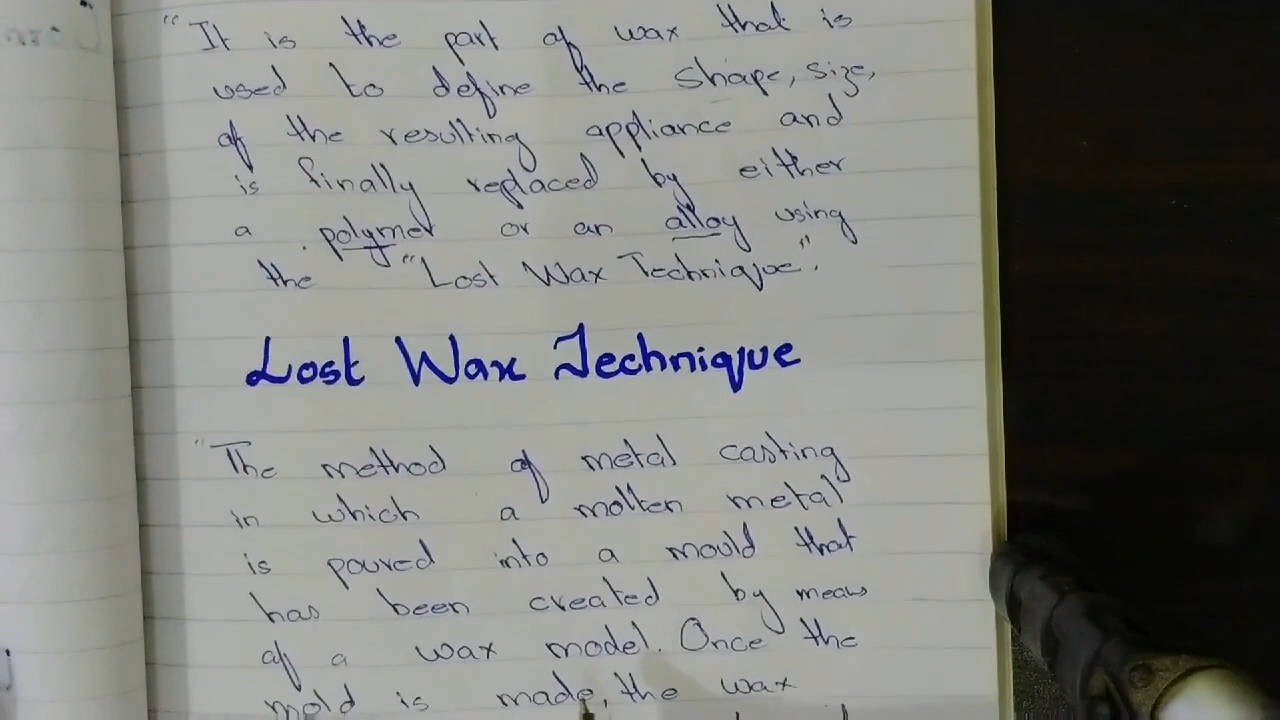 "It is the part of wax that is
used to define the shape, size,
of the resulting appliance and
is finally replaced by either
a polymer or an alloy using
the "Lost Wax Technique".
Lost Wax Technique
"The method of metal casting
in which a molten metal
is poured into a mould that
has been created by means
of a wax model. Once the
mold is made, the wax